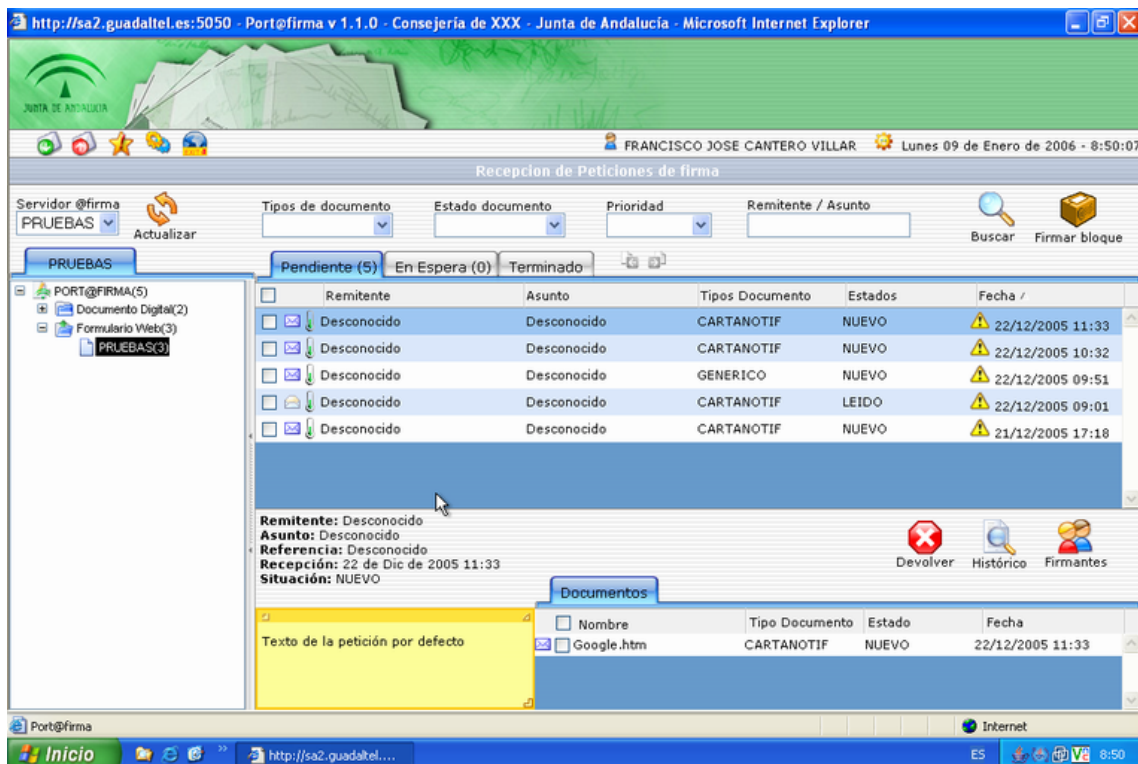 http://sa2.guadaltel.es:5050 - Port@firma v 1.1.0 - Consejería de XXX - Junta de Andalucía - Microsoft Internet Explorer
JUNTA DE ANDALUCIA
FRANCISCO JOSE CANTERO VILLAR Lunes 09 de Enero de 2006 - 8:50:07
Recepcion de Peticiones de firma
Servidor @firma Tipos de documento Estado documento Prioridad Remitente / Asunto
PRUEBAS Actualizar Buscar Firmar bloque
PRUEBAS Pendiente (5) En Espera (0) Terminado
PORT@FIRMA(5)
Documento Digital(2)
Formulario Web(3)
PRUEBAS(3)
Remitente Asunto Tipos Documento Estados Fecha
Desconocido Desconocido CARTANOTIF NUEVO 22/12/2005 11:33
Desconocido Desconocido CARTANOTIF NUEVO 22/12/2005 10:32
Desconocido Desconocido GENERICO NUEVO 22/12/2005 09:51
Desconocido Desconocido CARTANOTIF LEIDO 22/12/2005 09:01
Desconocido Desconocido CARTANOTIF NUEVO 21/12/2005 17:18
Remitente: Desconocido
Asunto: Desconocido
Referencia: Desconocido
Recepción: 22 de Dic de 2005 11:33
Situación: NUEVO
Devolver Histórico Firmantes
Documentos
Nombre Tipo Documento Estado Fecha
Texto de la petición por defecto
Google.htm CARTANOTIF NUEVO 22/12/2005 11:33
Port@firma Internet
Inicio http://sa2.guadaltel.... ES 8:50